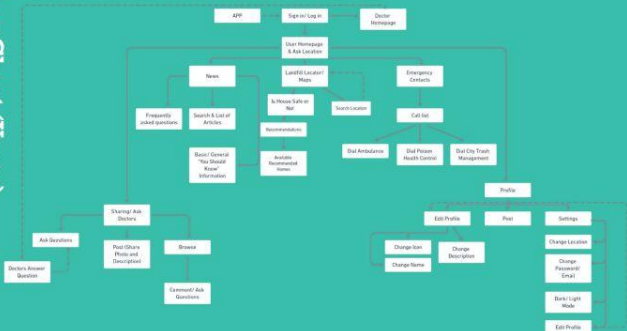 APP
Sign in/ Log in
Doctor
Homepage
User Homepage
& Ask Location
News
Landfill Locator/
Maps
Emergency
Contacts
Is House Safe or
Not
Search Location
Frequently
asked questions
Search & List of
Articles
Call list
Recommendations
Basic/ General
"You Should
Know"
Information
Available
Recommended
Homes
Dial Ambulance
Dial Poison
Health Control
Dial City Trash
Management
Profile
Sharing/ Ask
Doctors
Edit Profile
Post
Settings
Ask Questions
Post (Share
Photo and
Description)
Browse
Change Icon
Change
Description
Change Location
Change Name
Doctors Answer
Question
Change
Password/
Email
Comment/ Ask
Questions
Dark/ Light
Mode
Edit Profile